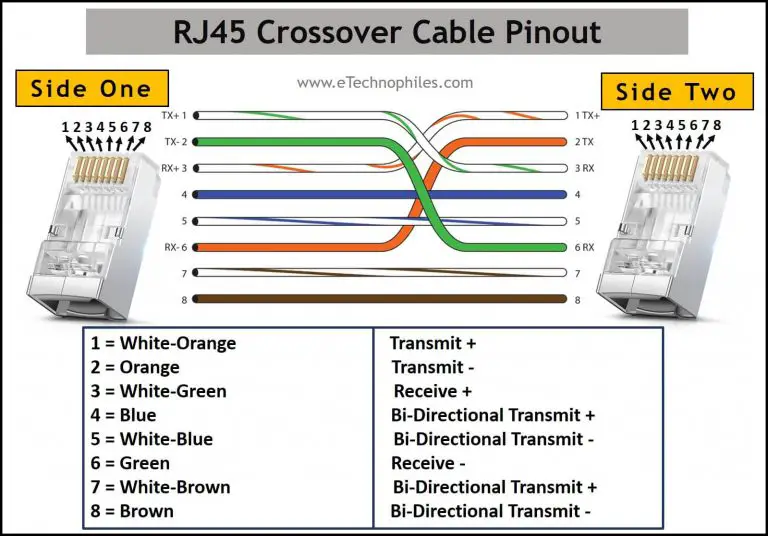 RJ45 Crossover Cable Pinout
www.eTechnophiles.com
Side One
Side Two
1 2 3 4 5 6 7 8
1 2 3 4 5 6 7 8
TX+ 1
1 TX+
TX- 2
2 TX
RX+ 3
3 RX
4
4
5
5
RX- 6
6 RX
7
7
8
8
1 = White-Orange Transmit +
2 = Orange Transmit -
3 = White-Green Receive +
4 = Blue Bi-Directional Transmit +
5 = White-Blue Bi-Directional Transmit -
6 = Green Receive -
7 = White-Brown Bi-Directional Transmit +
8 = Brown Bi-Directional Transmit -